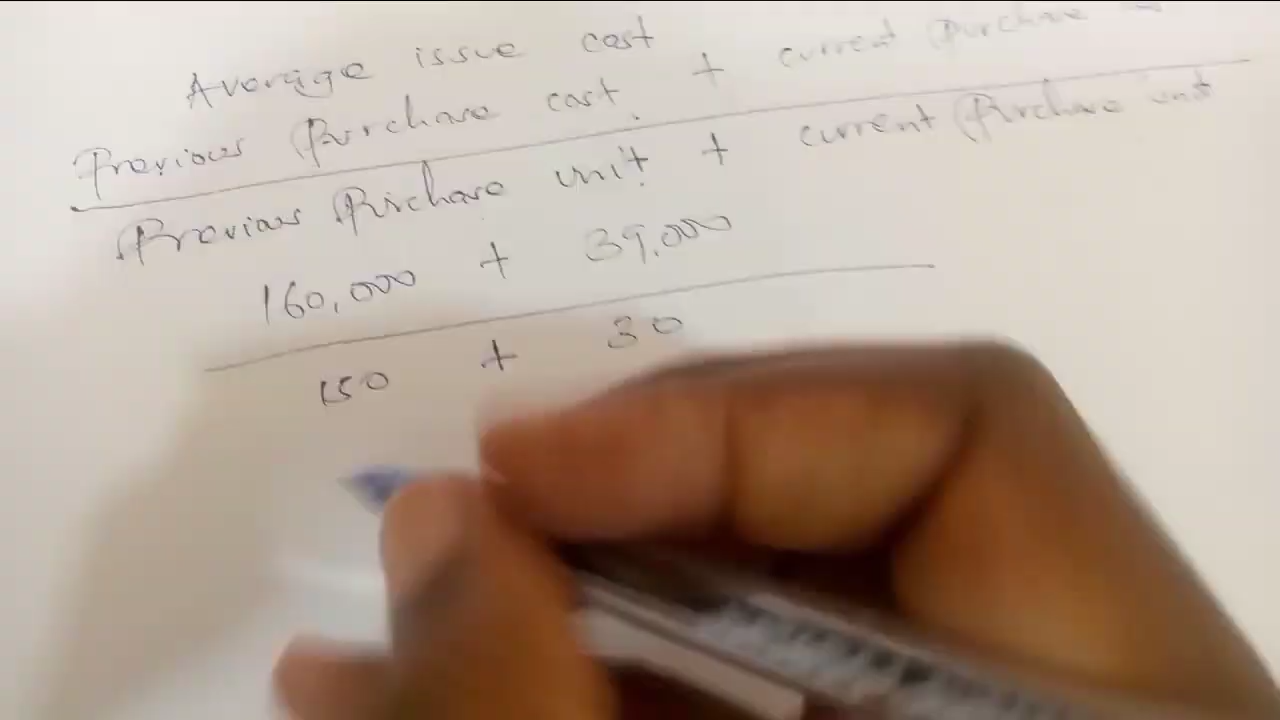 Average issue cost
Previous Purchase cost + current Purchase
Previous Purchase unit + current Purchase unit
160,000 + 39,000
150 + 30